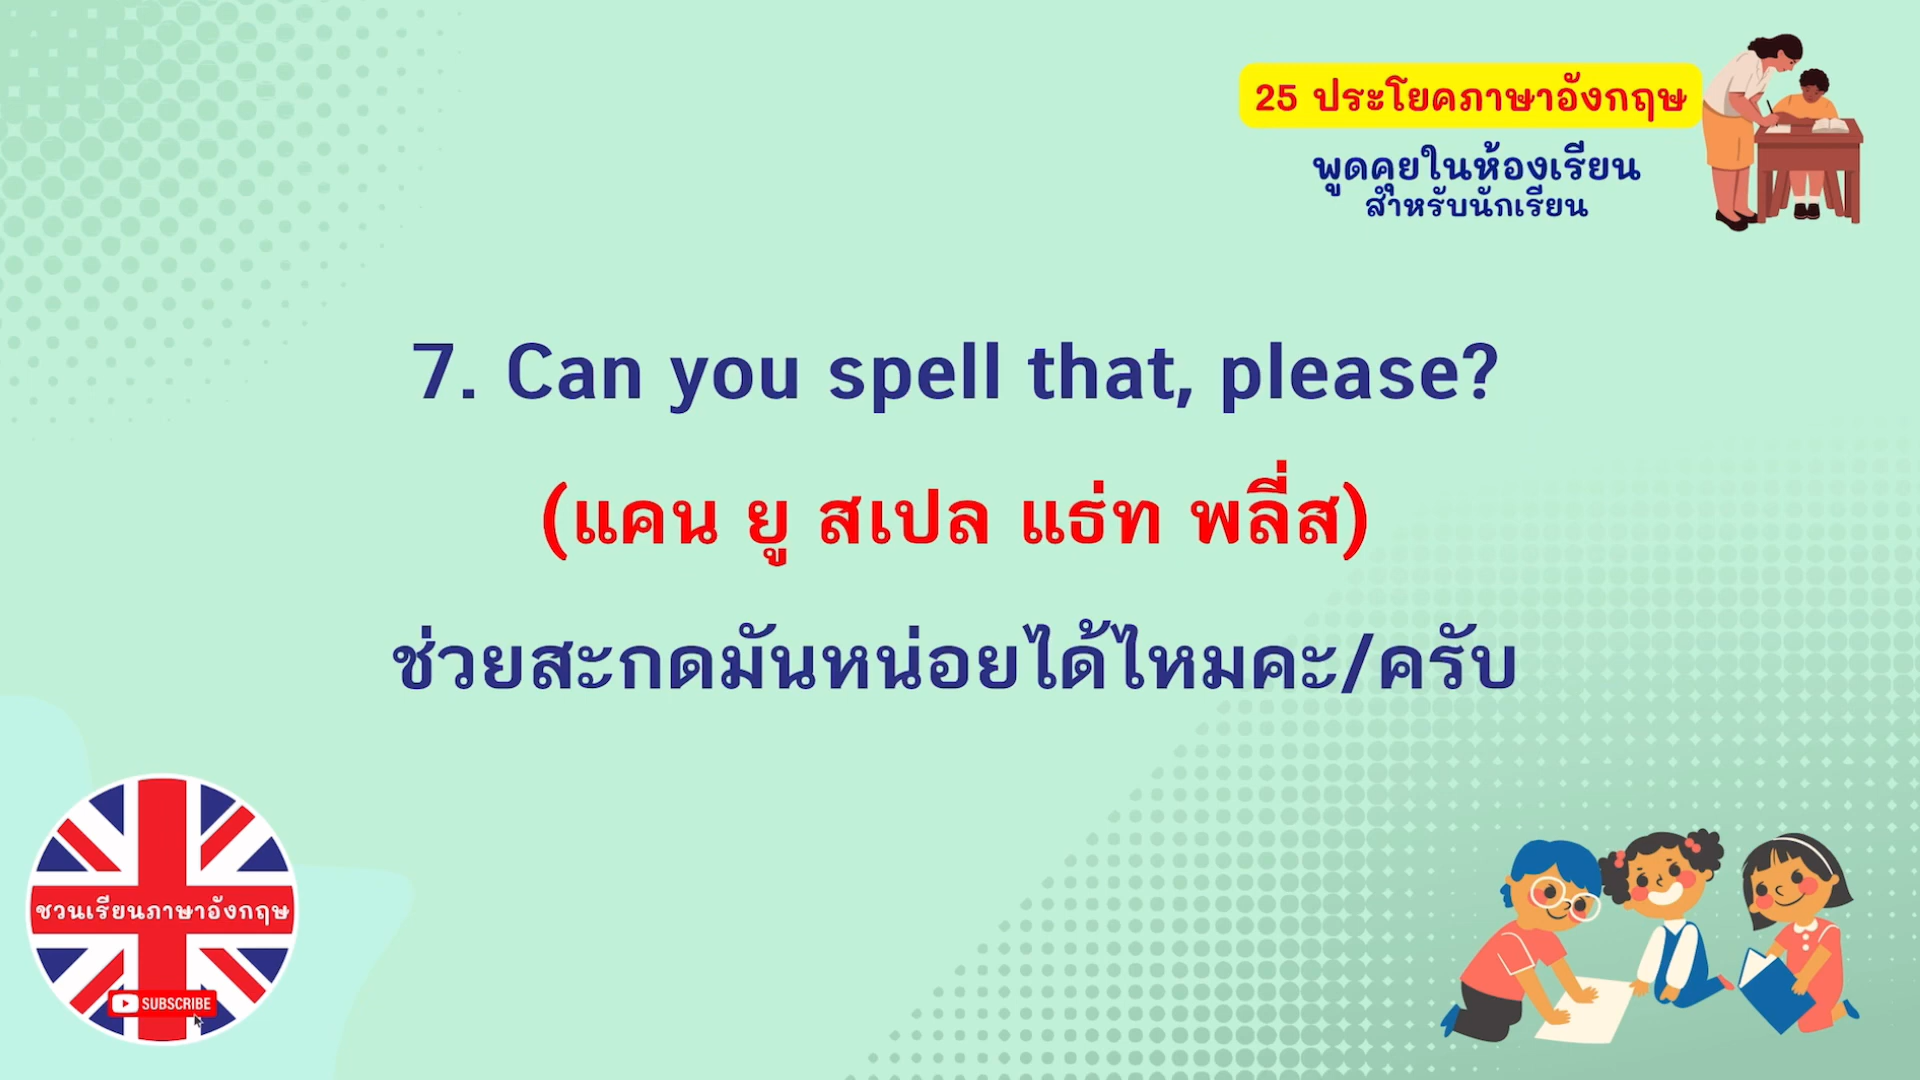 25 ประโยคภาษาอังกฤษ
พูดคุยในห้องเรียน
สำหรับนักเรียน
7. Can you spell that, please?
(แคน ยู สเปล แธ่ท พลี่ส)
ช่วยสะกดมันหน่อยได้ไหมคะ/ครับ
ชวนเรียนภาษาอังกฤษ
SUBSCRIBE